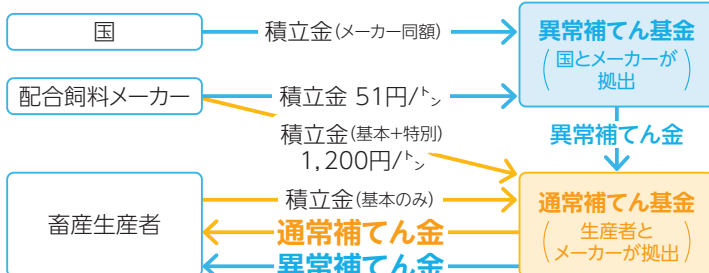 国
積立金(メーカー同額)
異常補てん基金
(国とメーカーが
拠出)
配合飼料メーカー
積立金 51円/㌧
積立金(基本+特別)
1,200円/㌧
異常補てん金
畜産生産者
積立金(基本のみ)
通常補てん金
異常補てん金
通常補てん基金
(生産者と
メーカーが拠出)